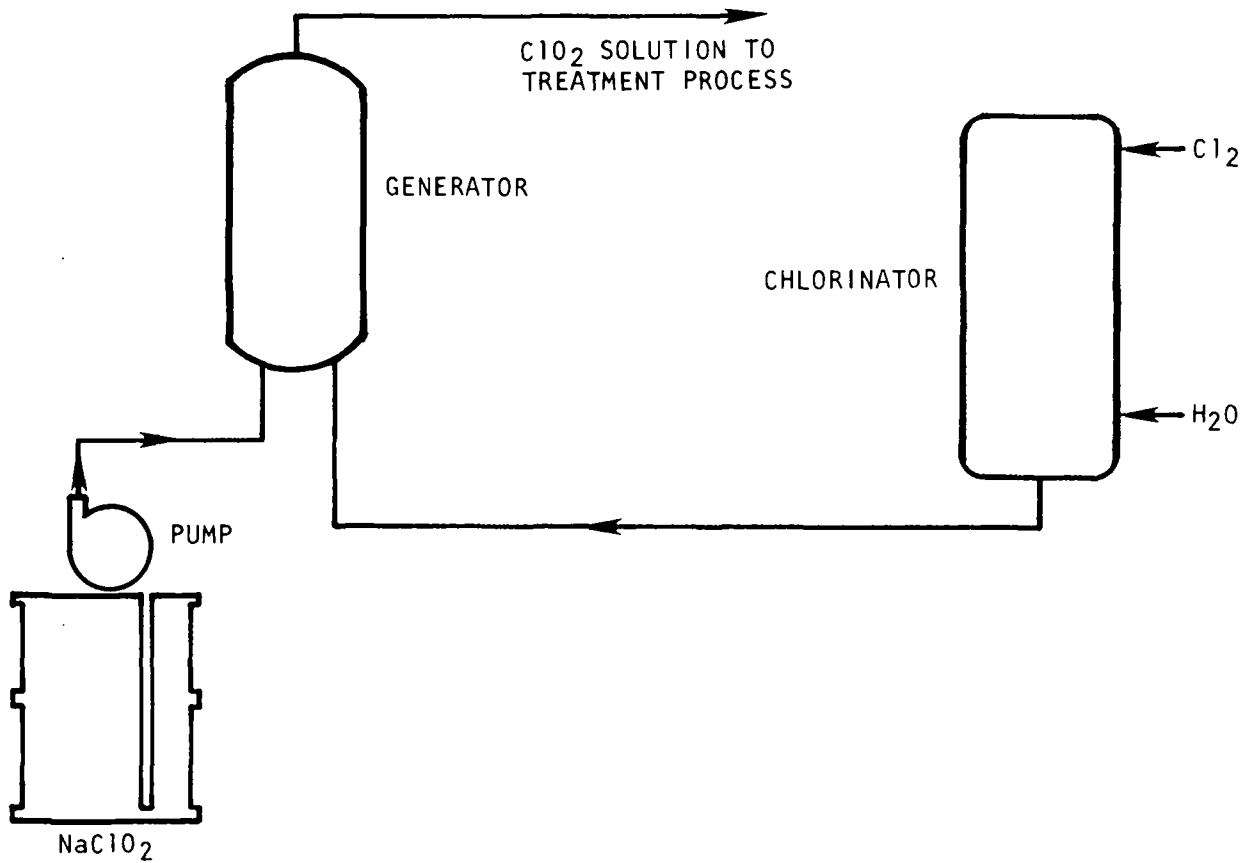 ClO₂ SOLUTION TO
TREATMENT PROCESS
GENERATOR
Cl₂
CHLORINATOR
H₂O
PUMP
NaClO₂